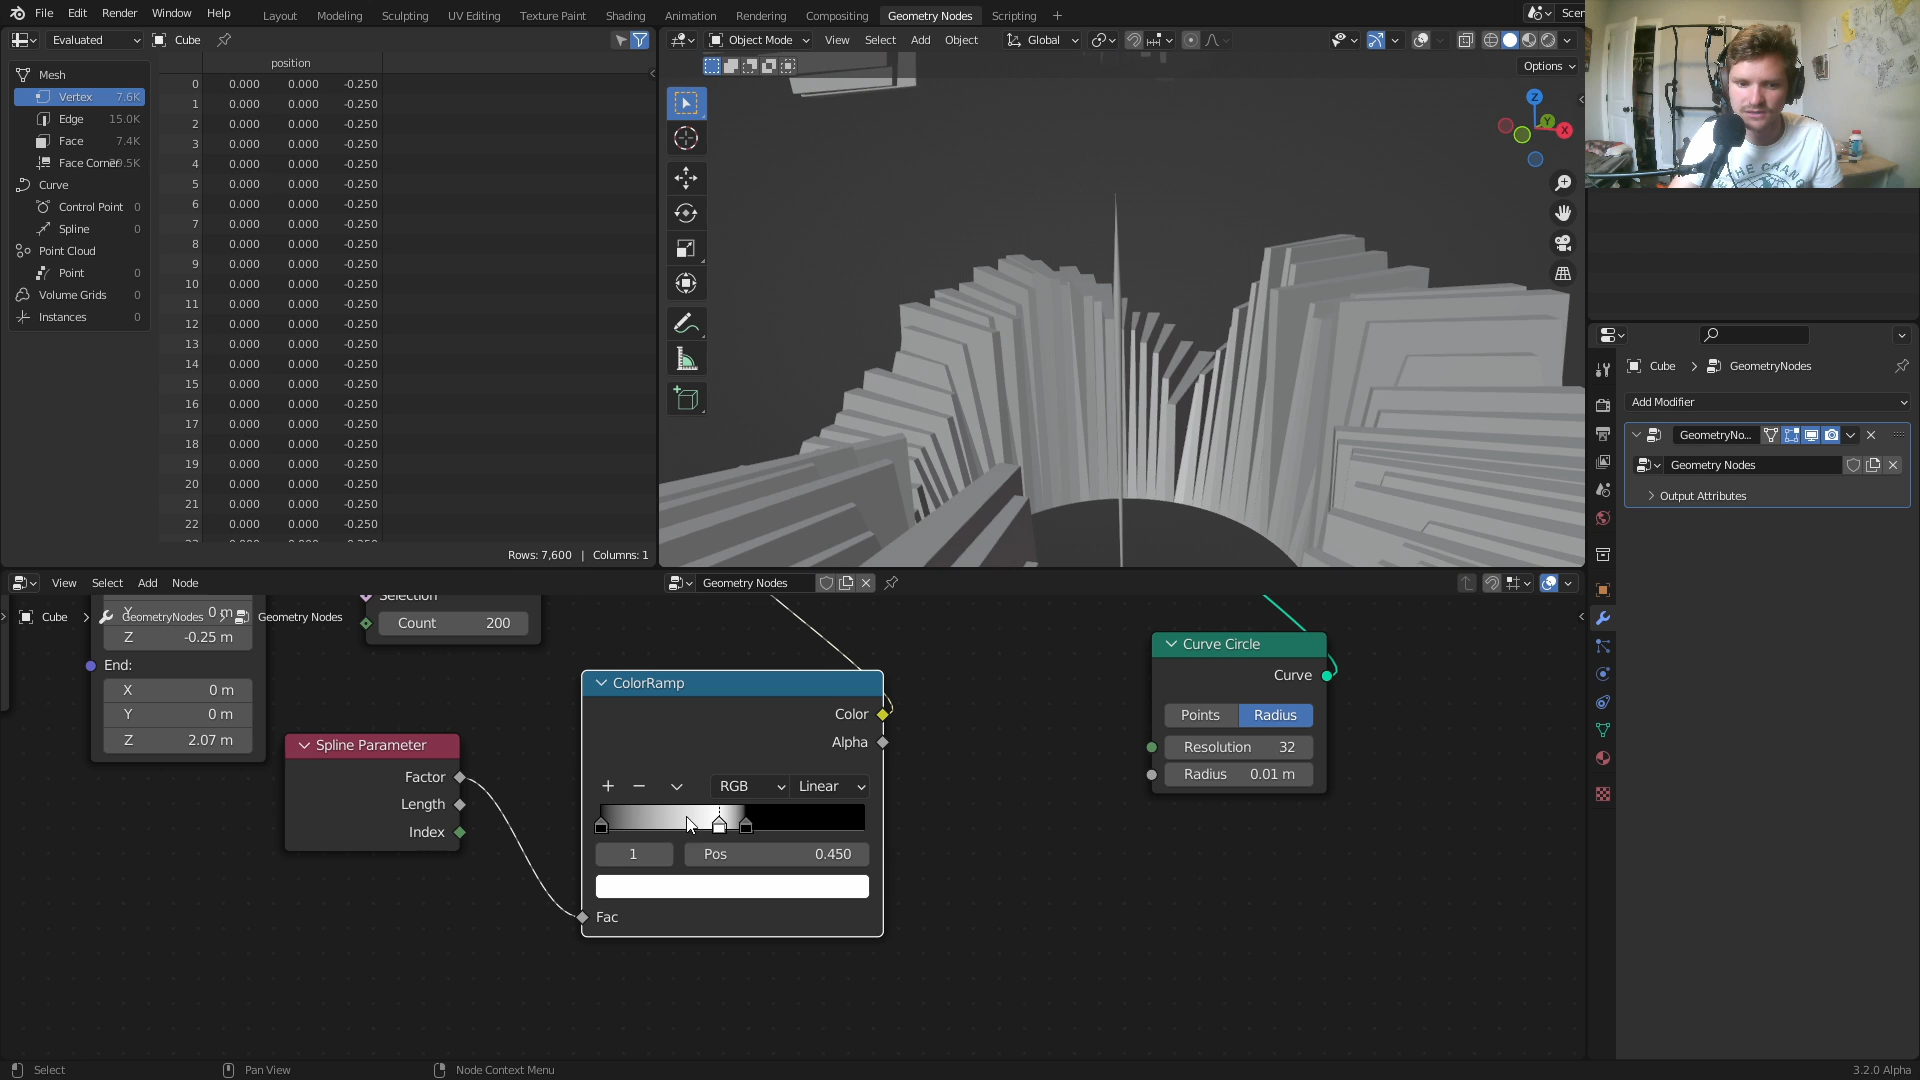 File Edit Render Window Help
Layout Modeling Sculpting UV Editing Texture Paint Shading Animation Rendering Compositing Geometry Nodes Scripting
Scen
Evaluated Cube
Object Mode View Select Add Object Global
Options
position
Mesh
Vertex 7.6K
Edge 15.0K
Face 7.4K
Face Corne
Curve
Control Point 0
Spline 0
Point Cloud
Point 0
Volume Grids 0
Instances 0
0 0.000 0.000 -0.250
1 0.000 0.000 -0.250
2 0.000 0.000 -0.250
3 0.000 0.000 -0.250
4 0.000 0.000 -0.250
5 0.000 0.000 -0.250
6 0.000 0.000 -0.250
7 0.000 0.000 -0.250
8 0.000 0.000 -0.250
9 0.000 0.000 -0.250
10 0.000 0.000 -0.250
11 0.000 0.000 -0.250
12 0.000 0.000 -0.250
13 0.000 0.000 -0.250
14 0.000 0.000 -0.250
15 0.000 0.000 -0.250
16 0.000 0.000 -0.250
17 0.000 0.000 -0.250
18 0.000 0.000 -0.250
19 0.000 0.000 -0.250
20 0.000 0.000 -0.250
21 0.000 0.000 -0.250
22 0.000 0.000 -0.250
Rows: 7,600 | Columns: 1
Z
Y
X
THE CHAN
Cube GeometryNodes
Add Modifier
GeometryNo...
Geometry Nodes
Output Attributes
View Select Add Node
Geometry Nodes
Cube GeometryNodes Geometry Nodes
Y 0 m
Z -0.25 m
End:
X 0 m
Y 0 m
Z 2.07 m
Selection
Count 200
Spline Parameter
Factor
Length
Index
ColorRamp
Color
Alpha
RGB Linear
1 Pos 0.450
Fac
Curve Circle
Curve
Points Radius
Resolution 32
Radius 0.01 m
Select Pan View Node Context Menu
3.2.0 Alpha